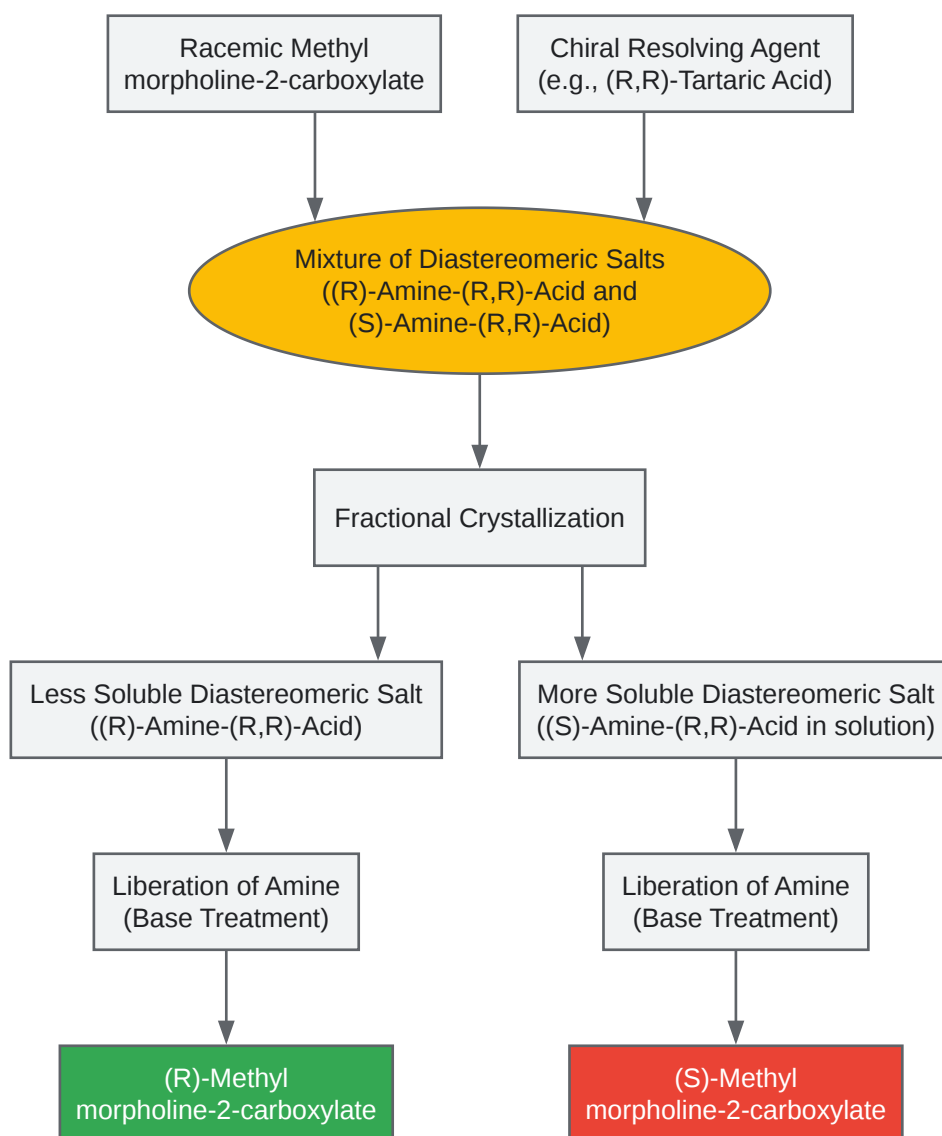 Racemic Methyl
morpholine-2-carboxylate
Chiral Resolving Agent
(e.g., (R,R)-Tartaric Acid)
Mixture of Diastereomeric Salts
((R)-Amine-(R,R)-Acid and
(S)-Amine-(R,R)-Acid)
Fractional Crystallization
Less Soluble Diastereomeric Salt
((R)-Amine-(R,R)-Acid)
More Soluble Diastereomeric Salt
((S)-Amine-(R,R)-Acid in solution)
Liberation of Amine
(Base Treatment)
Liberation of Amine
(Base Treatment)
(R)-Methyl
morpholine-2-carboxylate
(S)-Methyl
morpholine-2-carboxylate